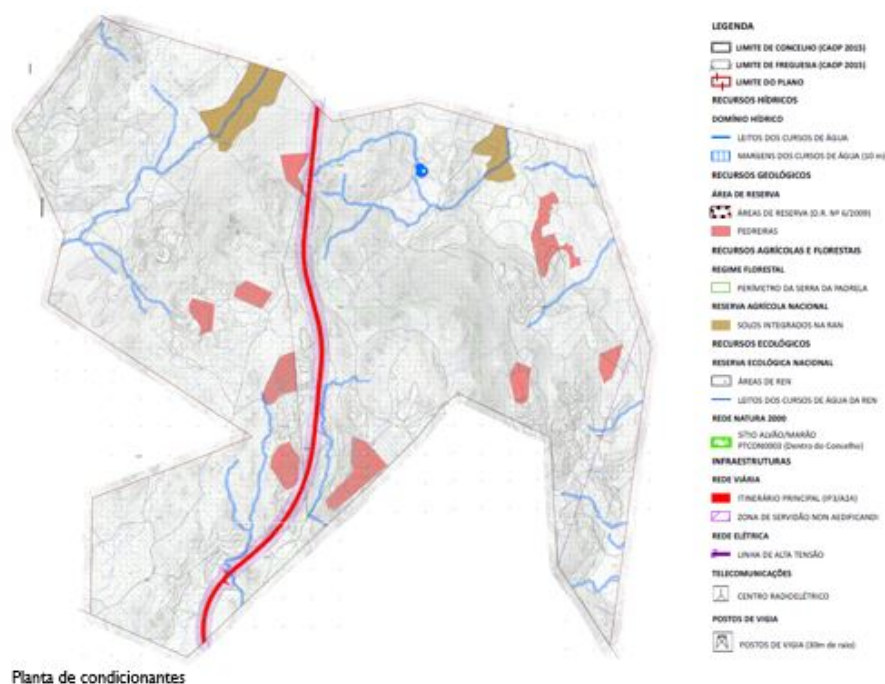 LEGENDA
LIMITE DE CONCELHO (CAOP 2015)
LIMITE DE FREGUESIA (CAOP 2015)
LIMITE DO PLANO
RECURSOS HÍDRICOS
DOMÍNIO HÍDRICO
LEITOS DOS CURSOS DE ÁGUA
MARGENS DOS CURSOS DE ÁGUA (10 m)
RECURSOS GEOLÓGICOS
ÁREA DE RESERVA
ÁREAS DE RESERVA (D.R. Nº 6/2009)
PEDREIRAS
RECURSOS AGRÍCOLAS E FLORESTAIS
REGIME FLORESTAL
PERÍMETRO DA SERRA DA PADRELA
RESERVA AGRÍCOLA NACIONAL
SOLOS INTEGRADOS NA RAN
RECURSOS ECOLÓGICOS
RESERVA ECOLÓGICA NACIONAL
ÁREAS DE REN
LEITOS DOS CURSOS DE ÁGUA DA REN
REDE NATURA 2000
SÍTIO ALVÃO/MARÃO
PTCON0003 (Dentro do Concelho)
INFRAESTRUTURAS
REDE VIÁRIA
ITINERÁRIO PRINCIPAL (IP3/A24)
ZONA DE SERVIDÃO NON AEDIFICANDI
REDE ELÉTRICA
LINHA DE ALTA TENSÃO
TELECOMUNICAÇÕES
CENTRO RADIOELÉTRICO
POSTOS DE VIGIA
POSTOS DE VIGIA (30m de raio)
Planta de condicionantes